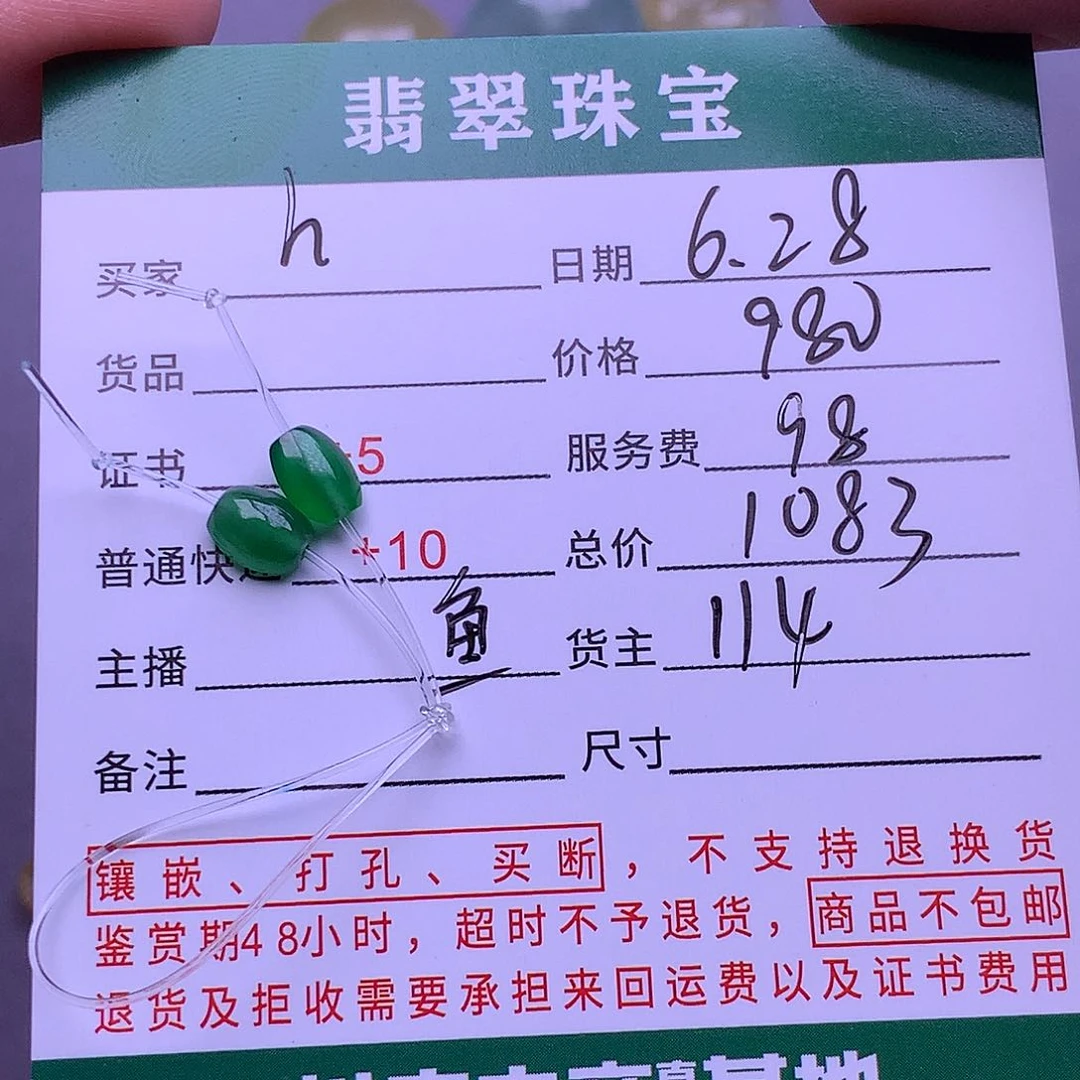 翡翠珠宝
买家 h 日期 6.28
货品 价格 980
证书 +5 服务费 98
普通快递 +10 总价 1083
主播 鱼 货主 114
备注 尺寸
镶嵌、打孔、买断，不支持退换货
鉴赏期48小时，超时不予退货，商品不包邮
退货及拒收需要承担来回运费以及证书费用
基地